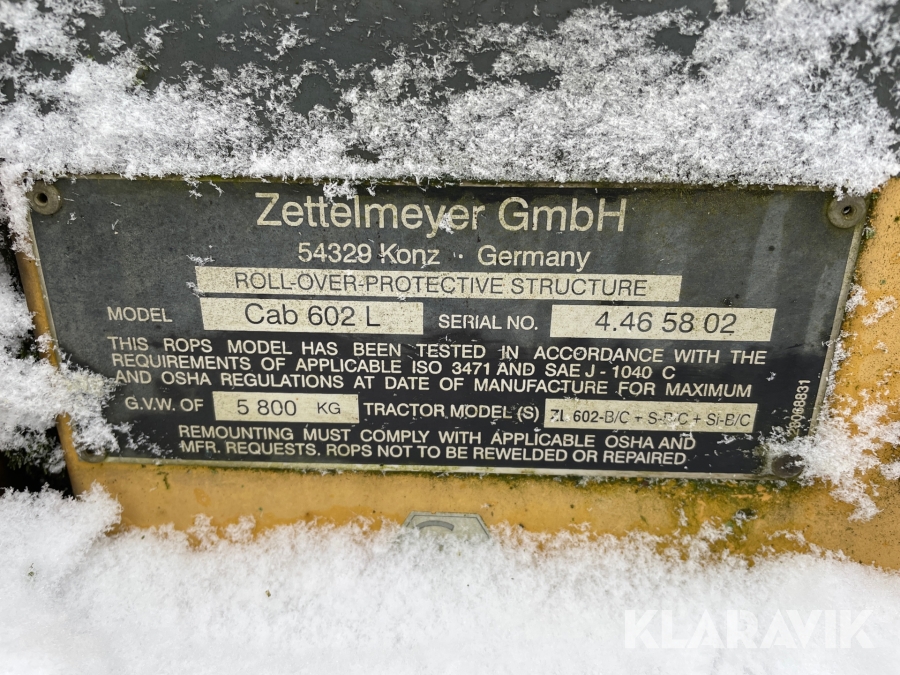 Zettelmeyer GmbH
54329 Konz · Germany
ROLL-OVER-PROTECTIVE STRUCTURE
MODEL Cab 602 L SERIAL NO. 4.46 58 02
THIS ROPS MODEL HAS BEEN TESTED IN ACCORDANCE WITH THE
REQUIREMENTS OF APPLICABLE ISO 3471 AND SAE J - 1040 C
AND OSHA REGULATIONS AT DATE OF MANUFACTURE FOR MAXIMUM
G.V.W. OF 5 800 KG TRACTOR MODEL (S) ZL 602-B/C + S-B/C + SI-B/C
REMOUNTING MUST COMPLY WITH APPLICABLE OSHA AND
MFR. REQUESTS. ROPS NOT TO BE REWELDED OR REPAIRED.
KLARAVIK